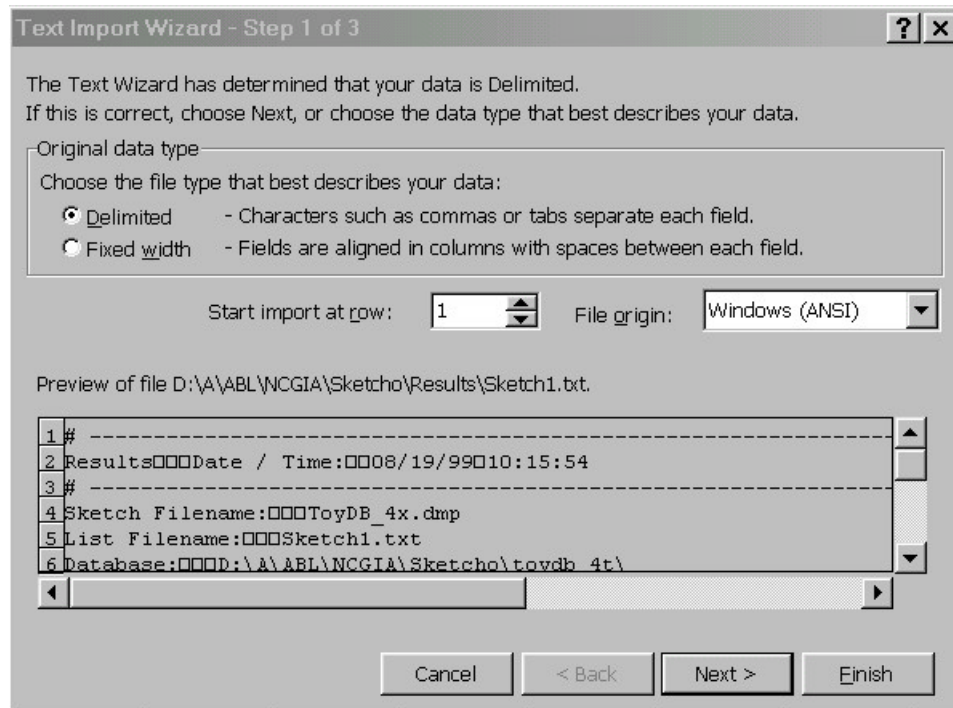 Text Import Wizard - Step 1 of 3
The Text Wizard has determined that your data is Delimited.
If this is correct, choose Next, or choose the data type that best describes your data.
Original data type
Choose the file type that best describes your data:
Delimited - Characters such as commas or tabs separate each field.
Fixed width - Fields are aligned in columns with spaces between each field.
Start import at row: 1 File origin: Windows (ANSI)
Preview of file D:\A\ABL\NCGIA\Sketcho\Results\Sketch1.txt.
1 # ---------------------------------------------------------------
2 Results□□□Date / Time:□□08/19/99□10:15:54
3 # ---------------------------------------------------------------
4 Sketch Filename:□□□ToyDB_4x.dmp
5 List Filename:□□□Sketch1.txt
6 Database:□□□D:\A\ABL\NCGIA\Sketcho\toydb_4t\
Cancel < Back Next > Finish